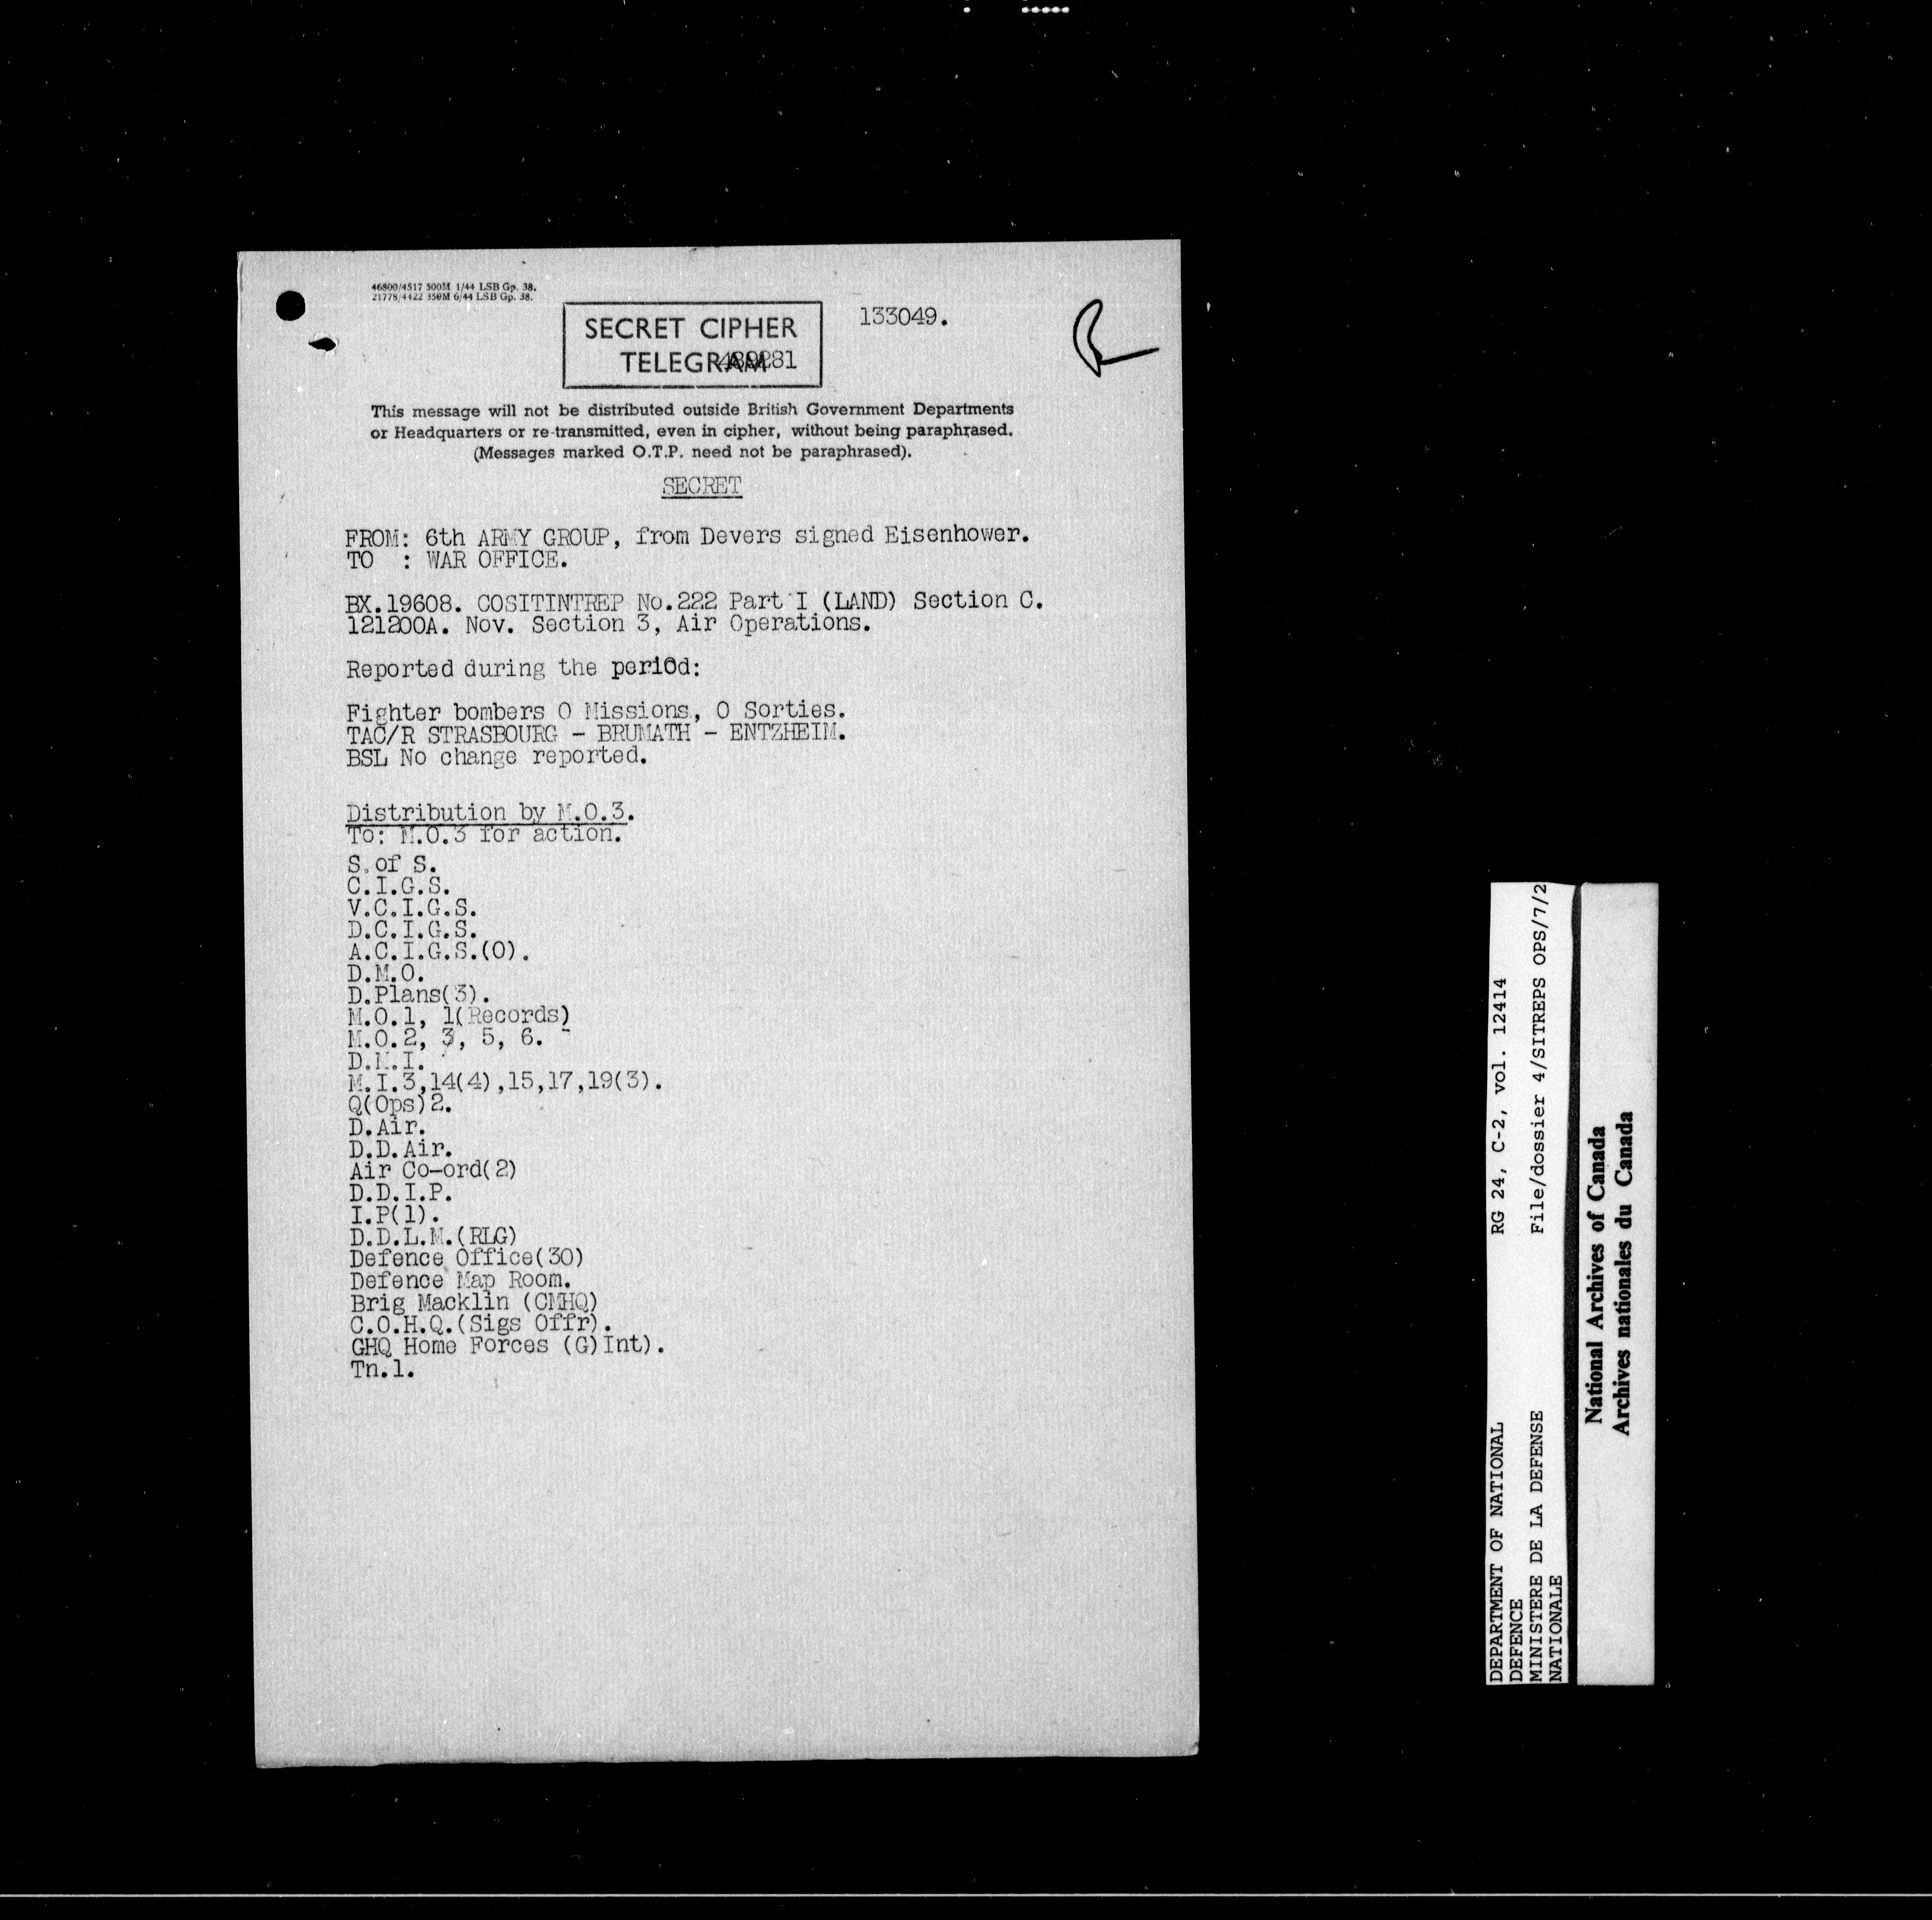 46800/4517 500M 1/44 LSB Gp. 38.
21778/4422 350M 6/44 LSB Gp. 38.
SECRET CIPHER
TELEGRAM
133049.
This message will not be distributed outside British Government Departments
or Headquarters or re-transmitted, even in cipher, without being paraphrased.
(Messages marked O.T.P. need not be paraphrased).
SECRET
FROM: 6th ARMY GROUP, from Devers signed Eisenhower.
TO : WAR OFFICE.
BX.19608. COSITINTREP No.222 Part I (LAND) Section C.
121200A. Nov. Section 3, Air Operations.
Reported during the period:
Fighter bombers O Missions, O Sorties.
TAC/R STRASBOURG - BRUMATH - ENTZHEIM.
BSL No change reported.
Distribution by M.O.3.
To: M.O.3 for action.
S. of S.
C.I.G.S.
V.C.I.G.S.
D.C.I.G.S.
A.C.I.G.S.(O).
D.M.O.
D.Plans(3).
M.O.1, 1(Records)
M.O.2, 3, 5, 6.
D.M.I.
M.I.3,14(4),15,17,19(3).
Q(Ops)2.
D.Air.
D.D.Air.
Air Co-ord(2)
D.D.I.P.
I.P(1).
D.D.L.M.(RLG)
Defence Office(30)
Defence Map Room.
Brig Macklin (CMHQ)
C.O.H.Q.(Sigs Offr).
GHQ Home Forces (G)Int).
Tn.1.
DEPARTMENT OF NATIONAL
DEFENCE
MINISTERE DE LA DEFENSE
NATIONALE
RG 24, C-2, vol. 12414
File/dossier 4/SITREPS OPS/7/2
National Archives of Canada
Archives nationales du Canada